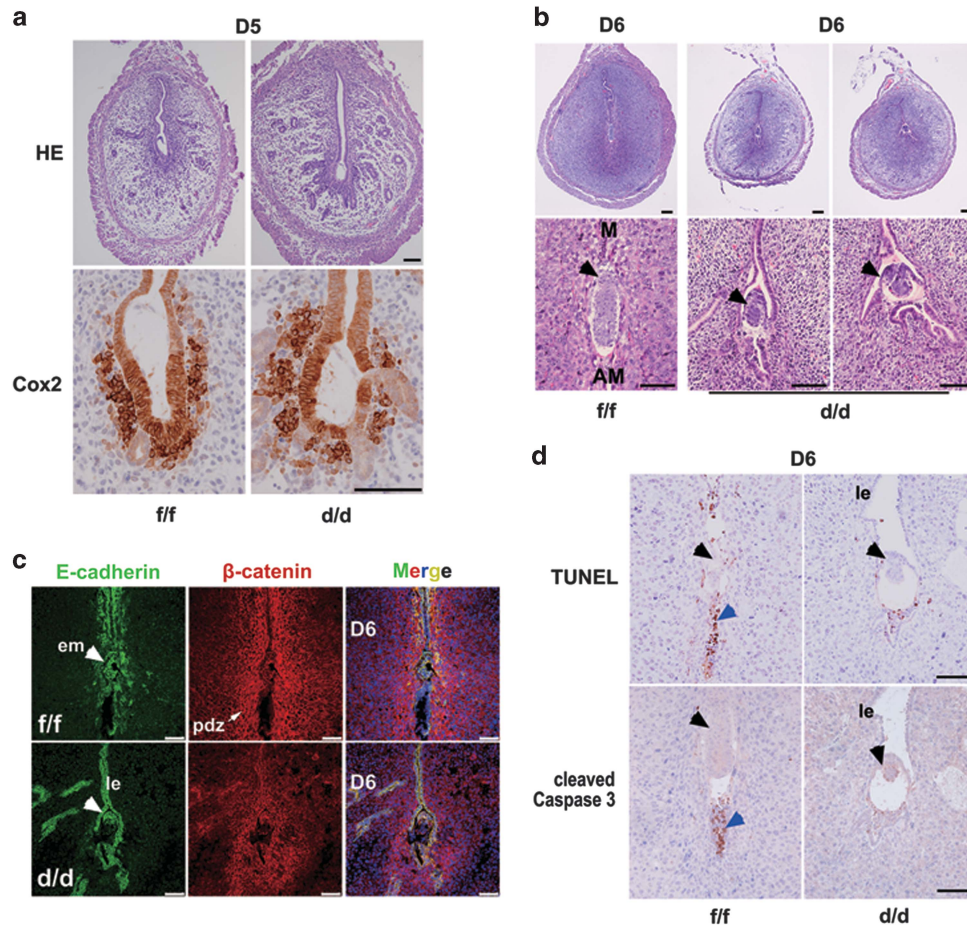 a
D5
HE
Cox2
f/f
d/d
b
D6
D6
M
AM
f/f
d/d
c
E-cadherin
β-catenin
Merge
em
f/f
pdz
D6
le
d/d
D6
d
D6
TUNEL
le
cleaved
Caspase 3
le
f/f
d/d